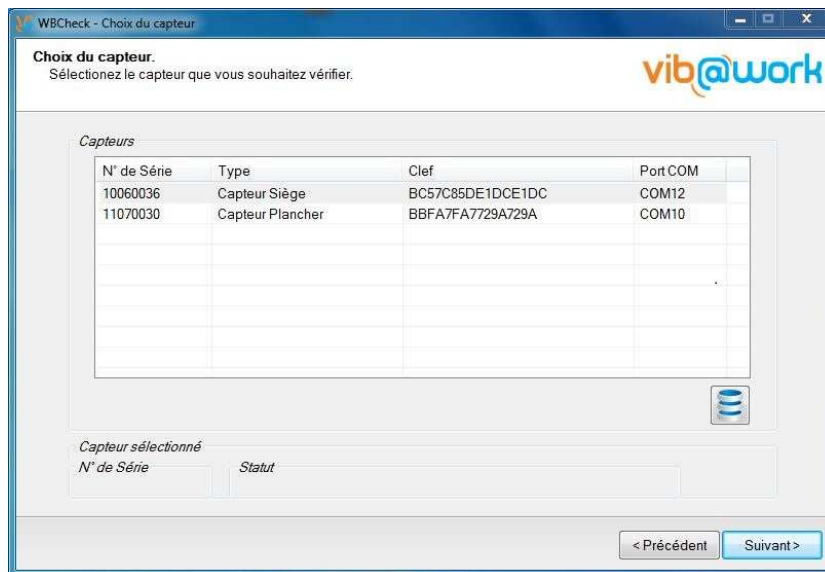 WBCheck - Choix du capteur
Choix du capteur.
Sélectionez le capteur que vous souhaitez vérifier.
vib@work
Capteurs
N° de Série Type Clef Port COM
10060036 Capteur Siège BC57C85DE1DCE1DC COM12
11070030 Capteur Plancher BBFA7FA7729A729A COM10
Capteur sélectionné
N° de Série Statut
< Précédent Suivant >